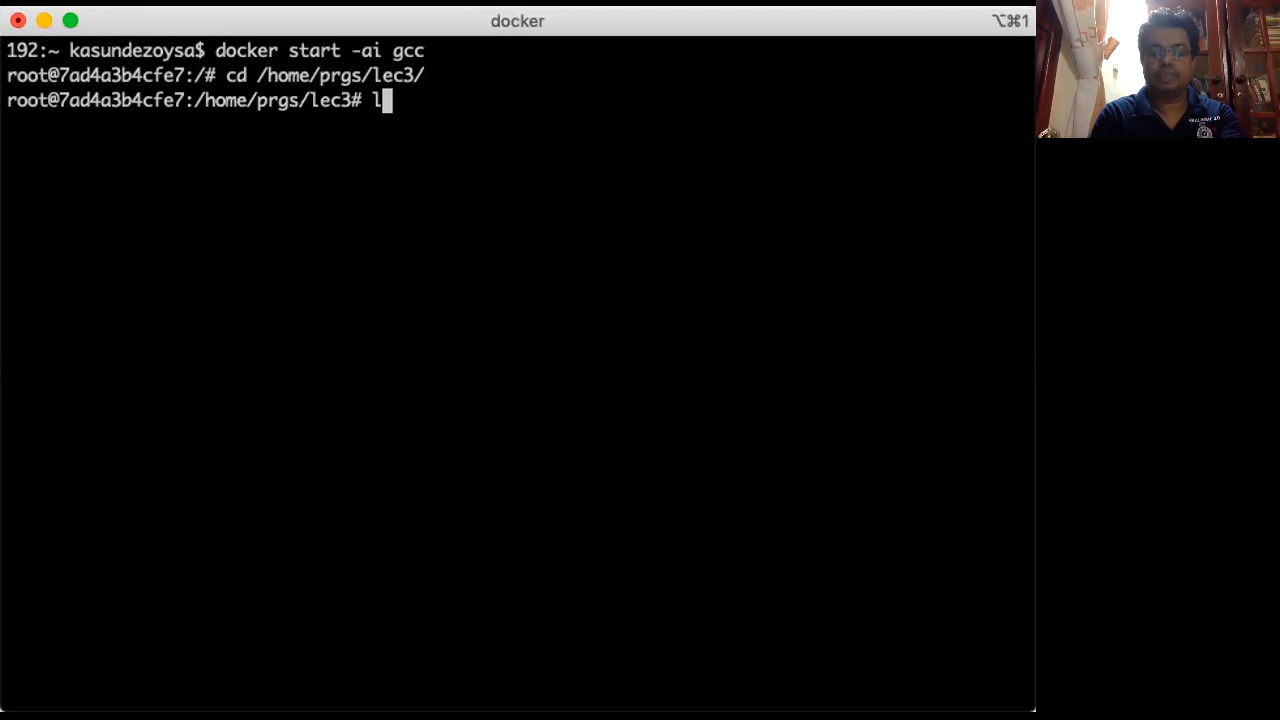 docker
⌥⌘1
192:~ kasundezoysa$ docker start -ai gcc
root@7ad4a3b4cfe7:/# cd /home/prgs/lec3/
root@7ad4a3b4cfe7:/home/prgs/lec3# l